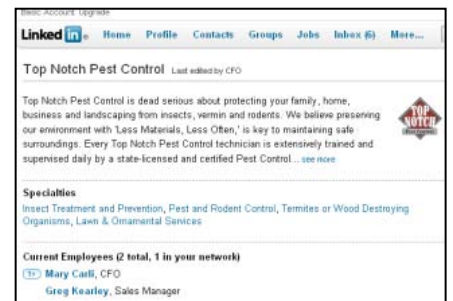 Basic Account: Upgrade
Linked in Home Profile Contacts Groups Jobs Inbox (6) More...
Top Notch Pest Control Last edited by CFO
Top Notch Pest Control is dead serious about protecting your family, home,
business and landscaping from insects, vermin and rodents. We believe preserving
our environment with 'Less Materials, Less Often,' is key to maintaining safe
surroundings. Every Top Notch Pest Control technician is extensively trained and
supervised daily by a state-licensed and certified Pest Control... see more
TOP
NOTCH
Specialties
Insect Treatment and Prevention, Pest and Rodent Control, Termites or Wood Destroying
Organisms, Lawn & Ornamental Services
Current Employees (2 total, 1 in your network)
1st Mary Carli, CFO
Greg Kearley, Sales Manager